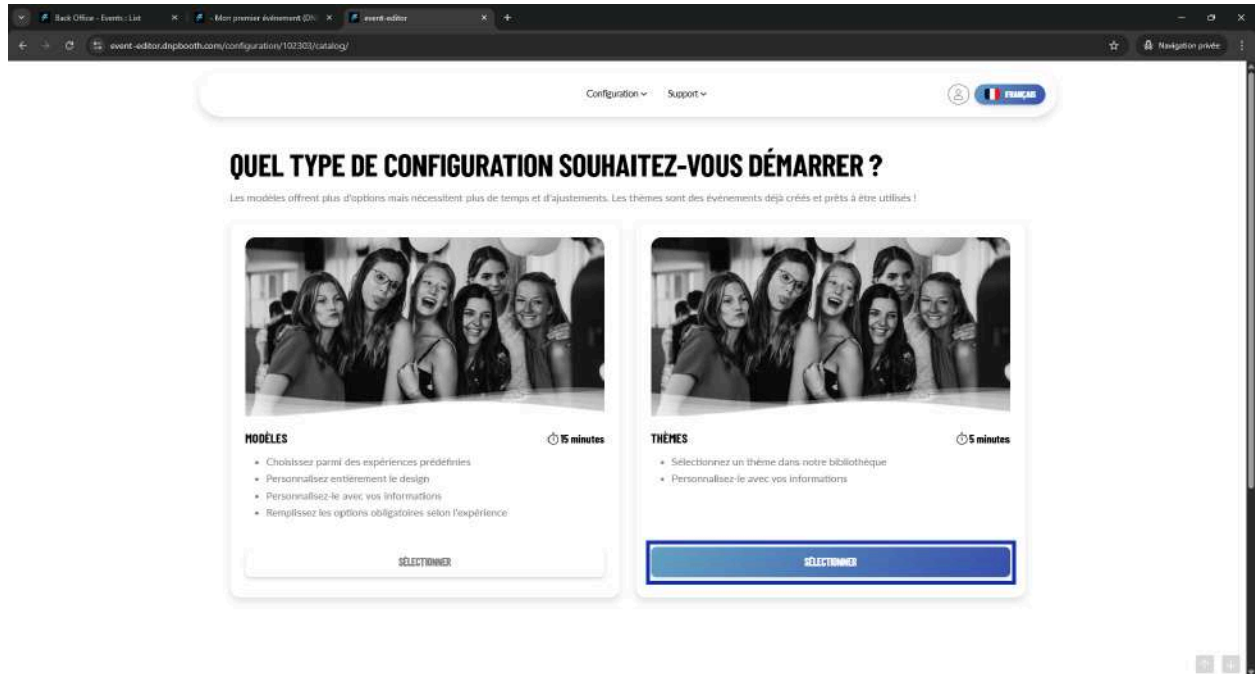 Back Office - Events : List
- Mon premier événement (DN
event-editor
event-editor.dnpbooth.com/configuration/102303/catalog/
Navigation privée
Configuration
Support
FRANÇAIS
QUEL TYPE DE CONFIGURATION SOUHAITEZ-VOUS DÉMARRER ?
Les modèles offrent plus d'options mais nécessitent plus de temps et d'ajustements. Les thèmes sont des événements déjà créés et prêts à être utilisés !
MODÈLES
15 minutes
Choisissez parmi des expériences prédéfinies
Personnalisez entièrement le design
Personnalisez-le avec vos informations
Remplissez les options obligatoires selon l'expérience
SÉLECTIONNER
THÈMES
5 minutes
Sélectionnez un thème dans notre bibliothèque
Personnalisez-le avec vos informations
SÉLECTIONNER